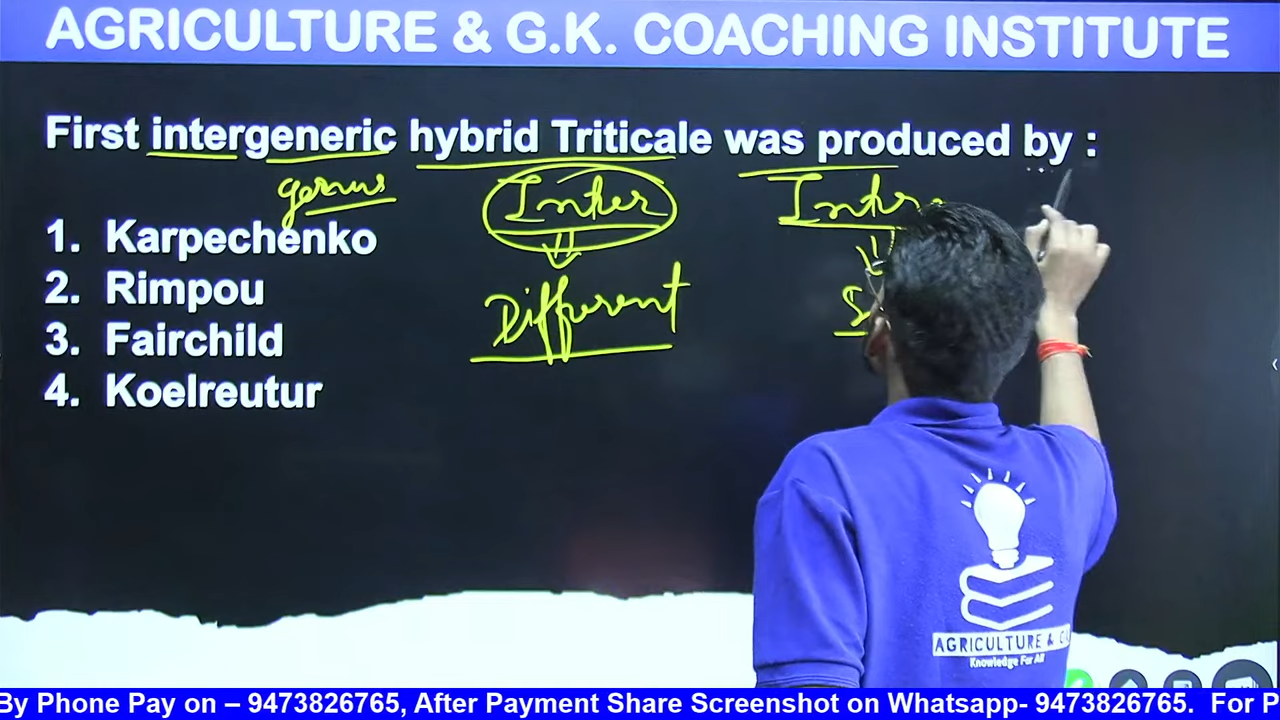 AGRICULTURE & G.K. COACHING INSTITUTE
First intergeneric hybrid Triticale was produced by :
genus
Inter
Different
1. Karpechenko
2. Rimpou
3. Fairchild
4. Koelreutur
AGRICULTURE &
Knowledge For All
By Phone Pay on – 9473826765, After Payment Share Screenshot on Whatsapp- 9473826765. For P